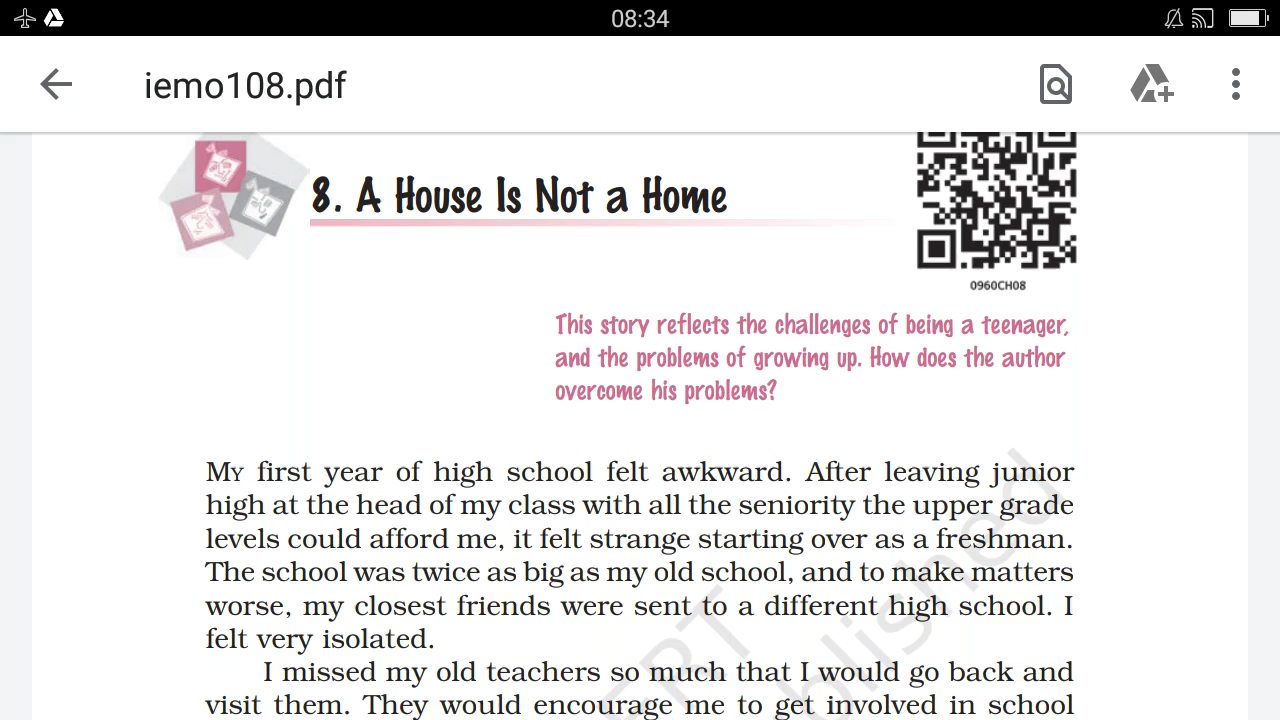 08:34
iemo108.pdf
8. A House Is Not a Home
0960CH08
This story reflects the challenges of being a teenager,
and the problems of growing up. How does the author
overcome his problems?
MY first year of high school felt awkward. After leaving junior
high at the head of my class with all the seniority the upper grade
levels could afford me, it felt strange starting over as a freshman.
The school was twice as big as my old school, and to make matters
worse, my closest friends were sent to a different high school. I
felt very isolated.
I missed my old teachers so much that I would go back and
visit them. They would encourage me to get involved in school